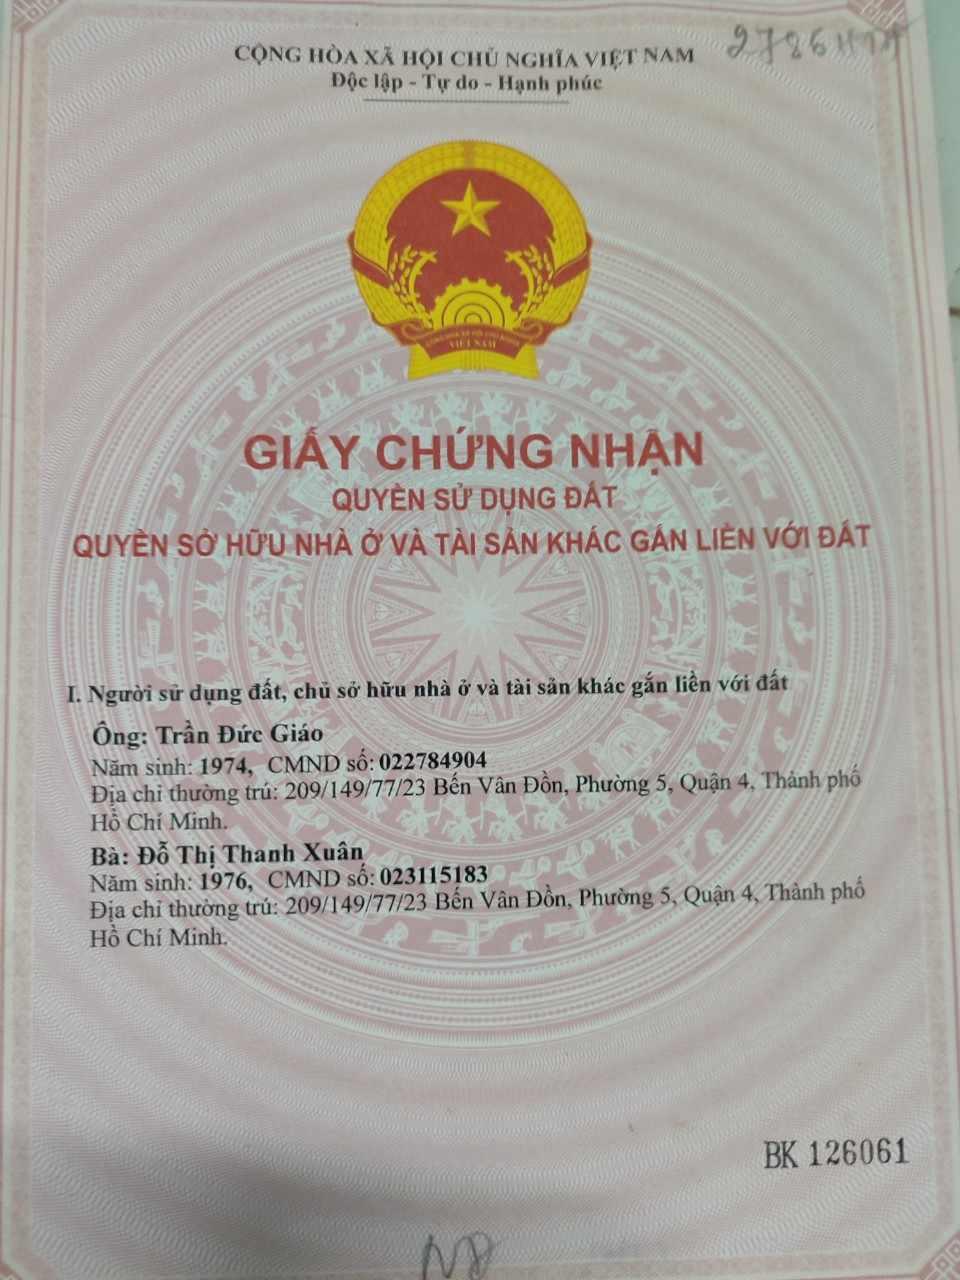 CỘNG HÒA XÃ HỘI CHỦ NGHĨA VIỆT NAM
Độc lập - Tự do - Hạnh phúc
VIỆT NAM
GIẤY CHỨNG NHẬN
QUYỀN SỬ DỤNG ĐẤT
QUYỀN SỞ HỮU NHÀ Ở VÀ TÀI SẢN KHÁC GẮN LIỀN VỚI ĐẤT
I. Người sử dụng đất, chủ sở hữu nhà ở và tài sản khác gắn liền với đất
Ông: Trần Đức Giáo
Năm sinh: 1974, CMND số: 022784904
Địa chỉ thường trú: 209/149/77/23 Bến Vân Đồn, Phường 5, Quận 4, Thành phố
Hồ Chí Minh.
Bà: Đỗ Thị Thanh Xuân
Năm sinh: 1976, CMND số: 023115183
Địa chỉ thường trú: 209/149/77/23 Bến Vân Đồn, Phường 5, Quận 4, Thành phố
Hồ Chí Minh.
BK 126061